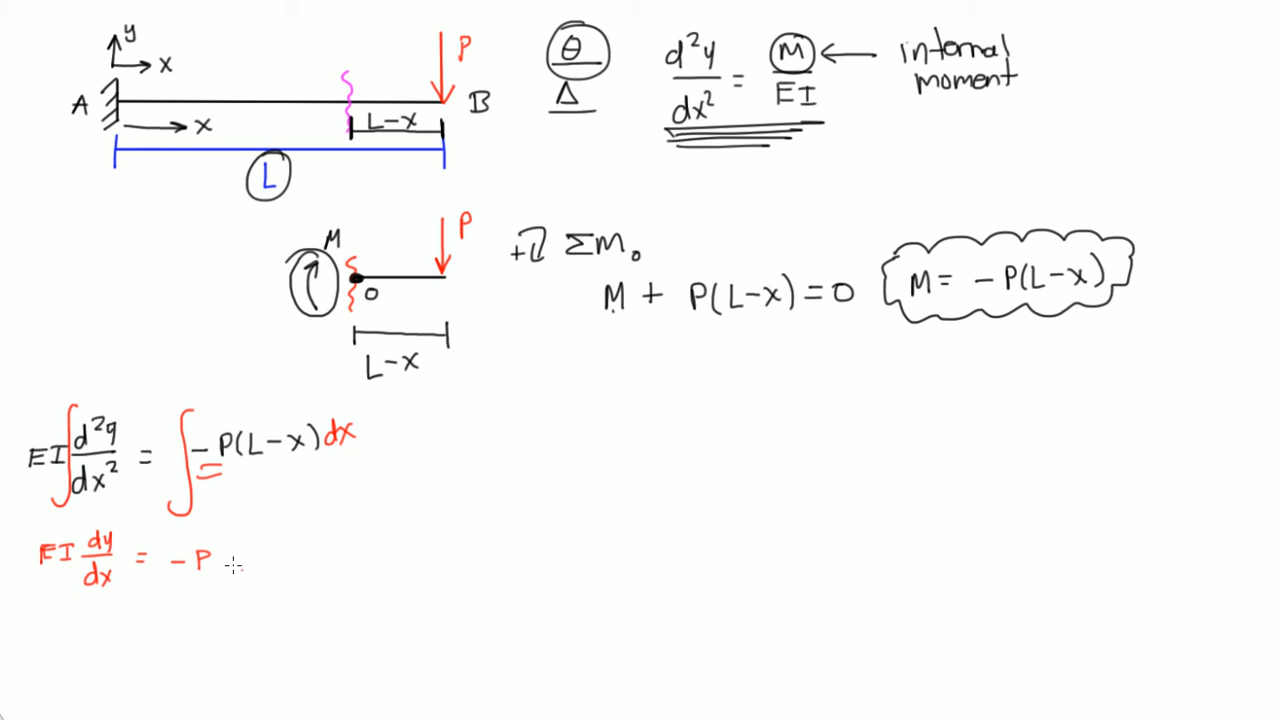 y
x
P
A
B
x
L-x
L
θ
Δ
d²y/dx² = M/EI ← internal moment
M
P
o
L-x
+↻ ΣMo
M + P(L-x) = 0
M = -P(L-x)
EI ∫ d²y/dx² = ∫ -P(L-x) dx
EI dy/dx = -P